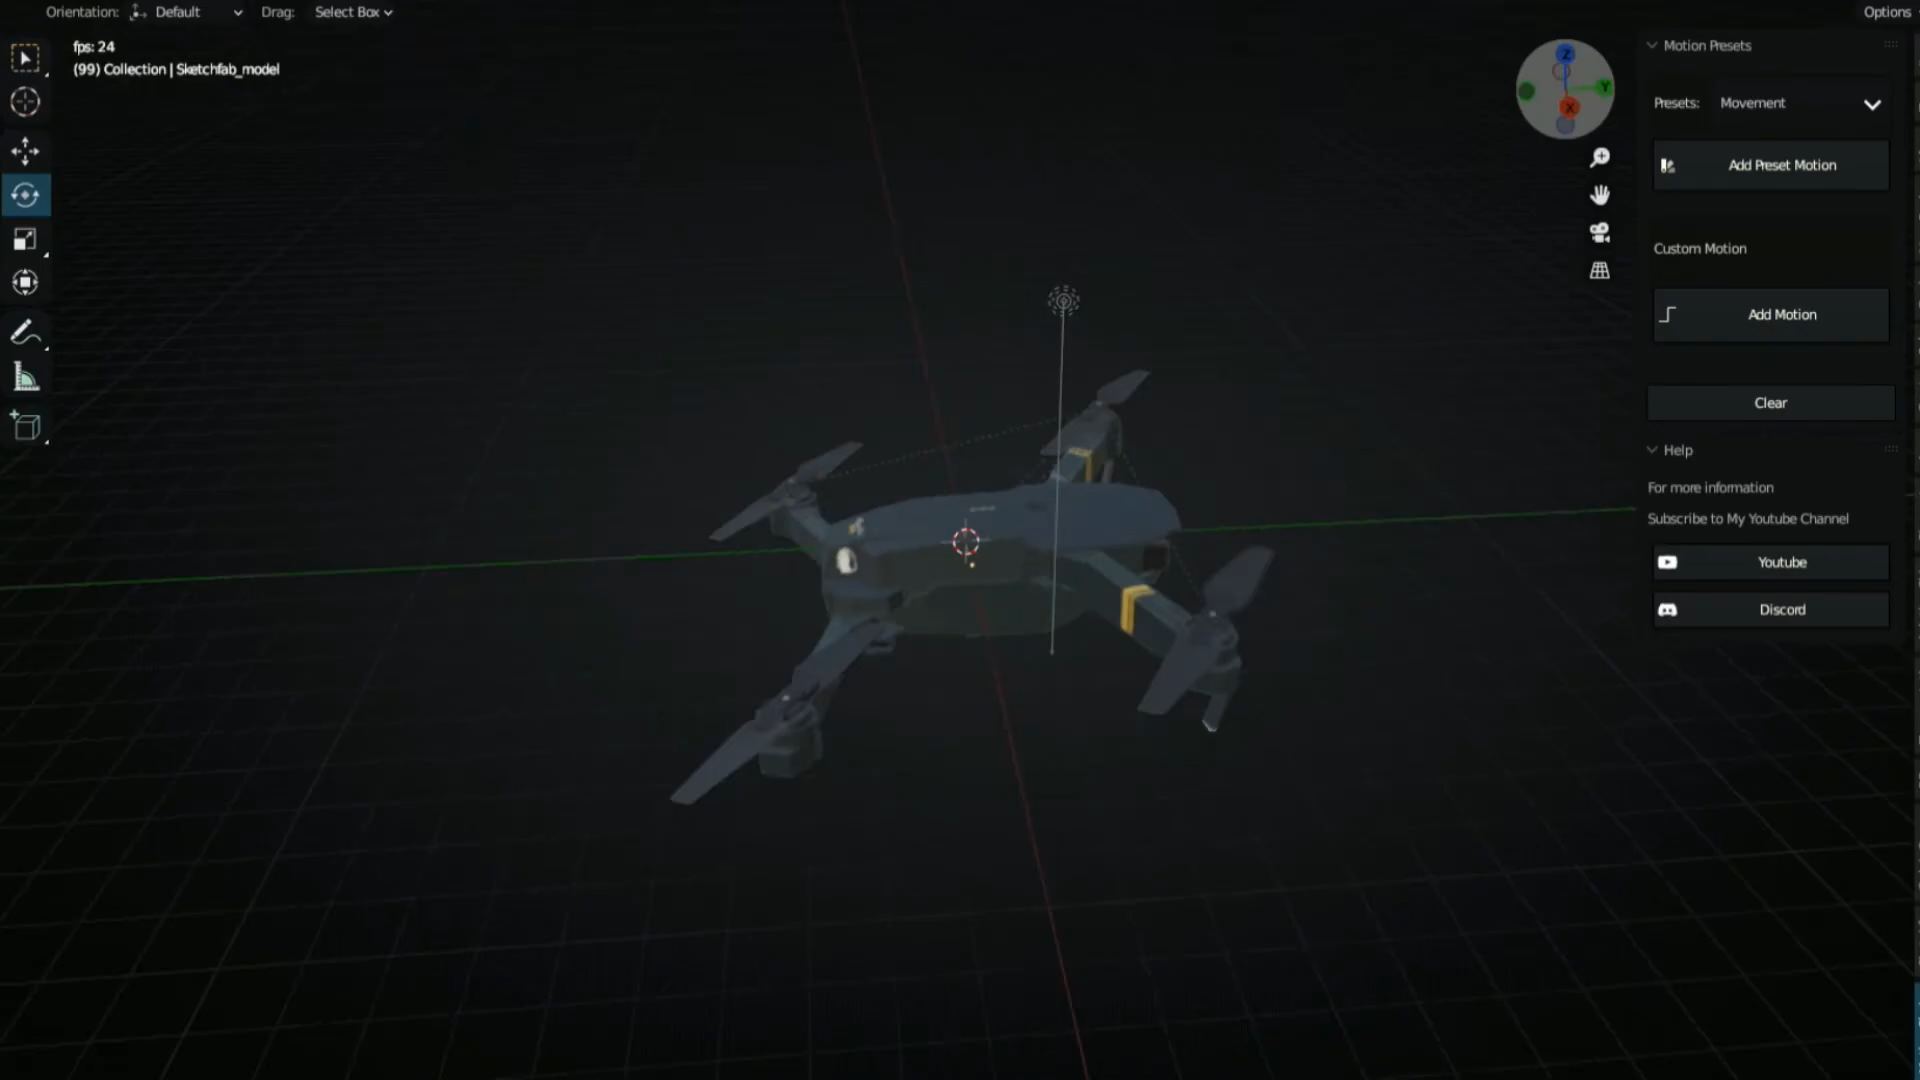 Orientation: Default Drag: Select Box Options
fps: 24
(99) Collection | Sketchfab_model
Z
Y
X
Motion Presets
Presets: Movement
Add Preset Motion
Custom Motion
Add Motion
Clear
Help
For more information
Subscribe to My Youtube Channel
Youtube
Discord